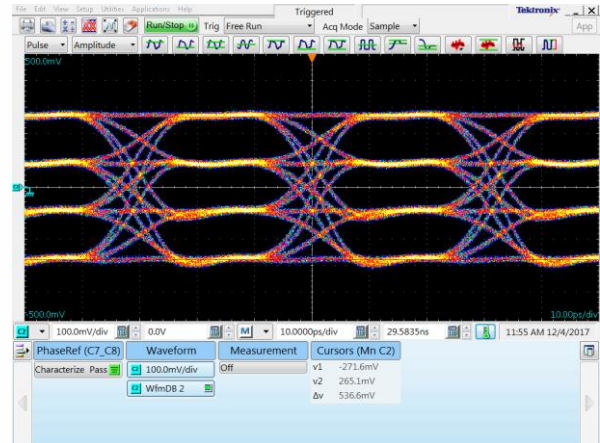 File Edit View Setup Utilities Applications Help Triggered Tektronix X
Run/Stop Trig Free Run Acq Mode Sample App
Pulse Amplitude
500.0mV
-500.0mV 10.00ps/div
C2 100.0mV/div 0.0V M 10.0000ps/div 29.5835ns 11:55 AM 12/4/2017
PhaseRef (C7_C8) Waveform Measurement Cursors (Mn C2)
Characterize Pass C2 100.0mV/div Off v1 -271.6mV
C2 WfmDB 2 v2 265.1mV
Δv 536.6mV